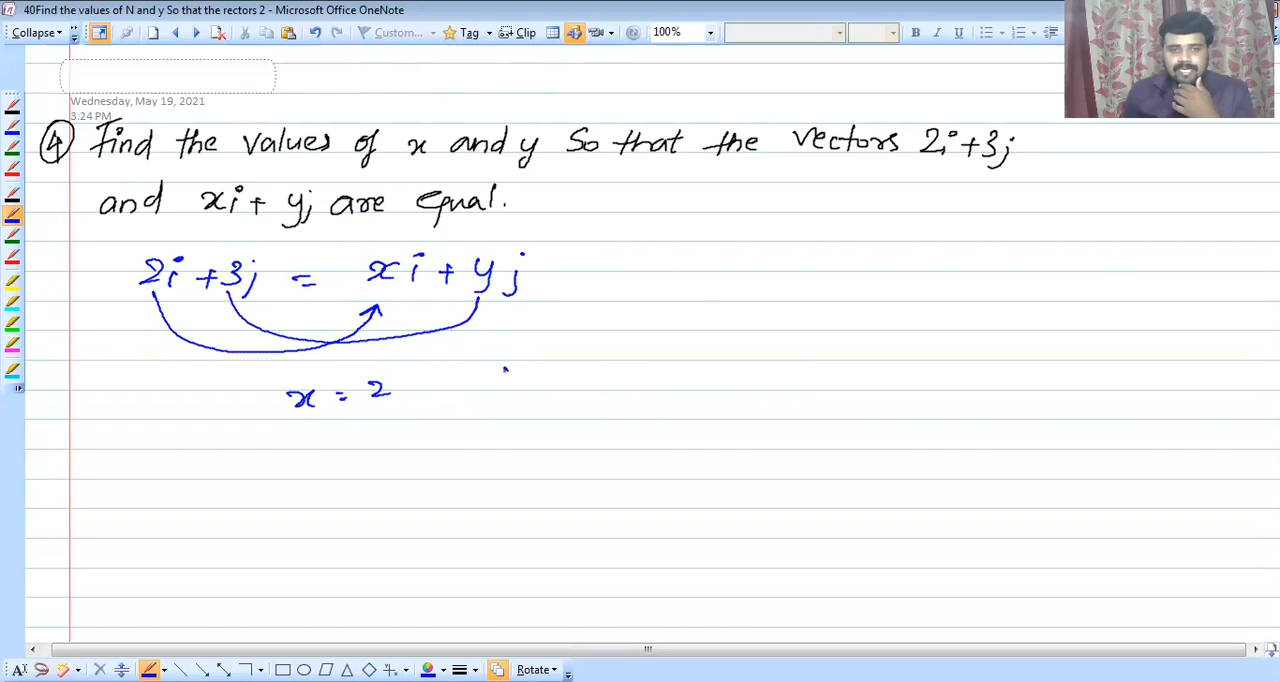 40Find the values of N and y So that the rectors 2 - Microsoft Office OneNote
Collapse Custom... Tag Clip 100% B I U
Wednesday, May 19, 2021
3:24 PM
4 Find the values of x and y So that the vectors 2i+3j
and xi + yj are equal.
2i +3j = xi + yj
x = 2
Rotate